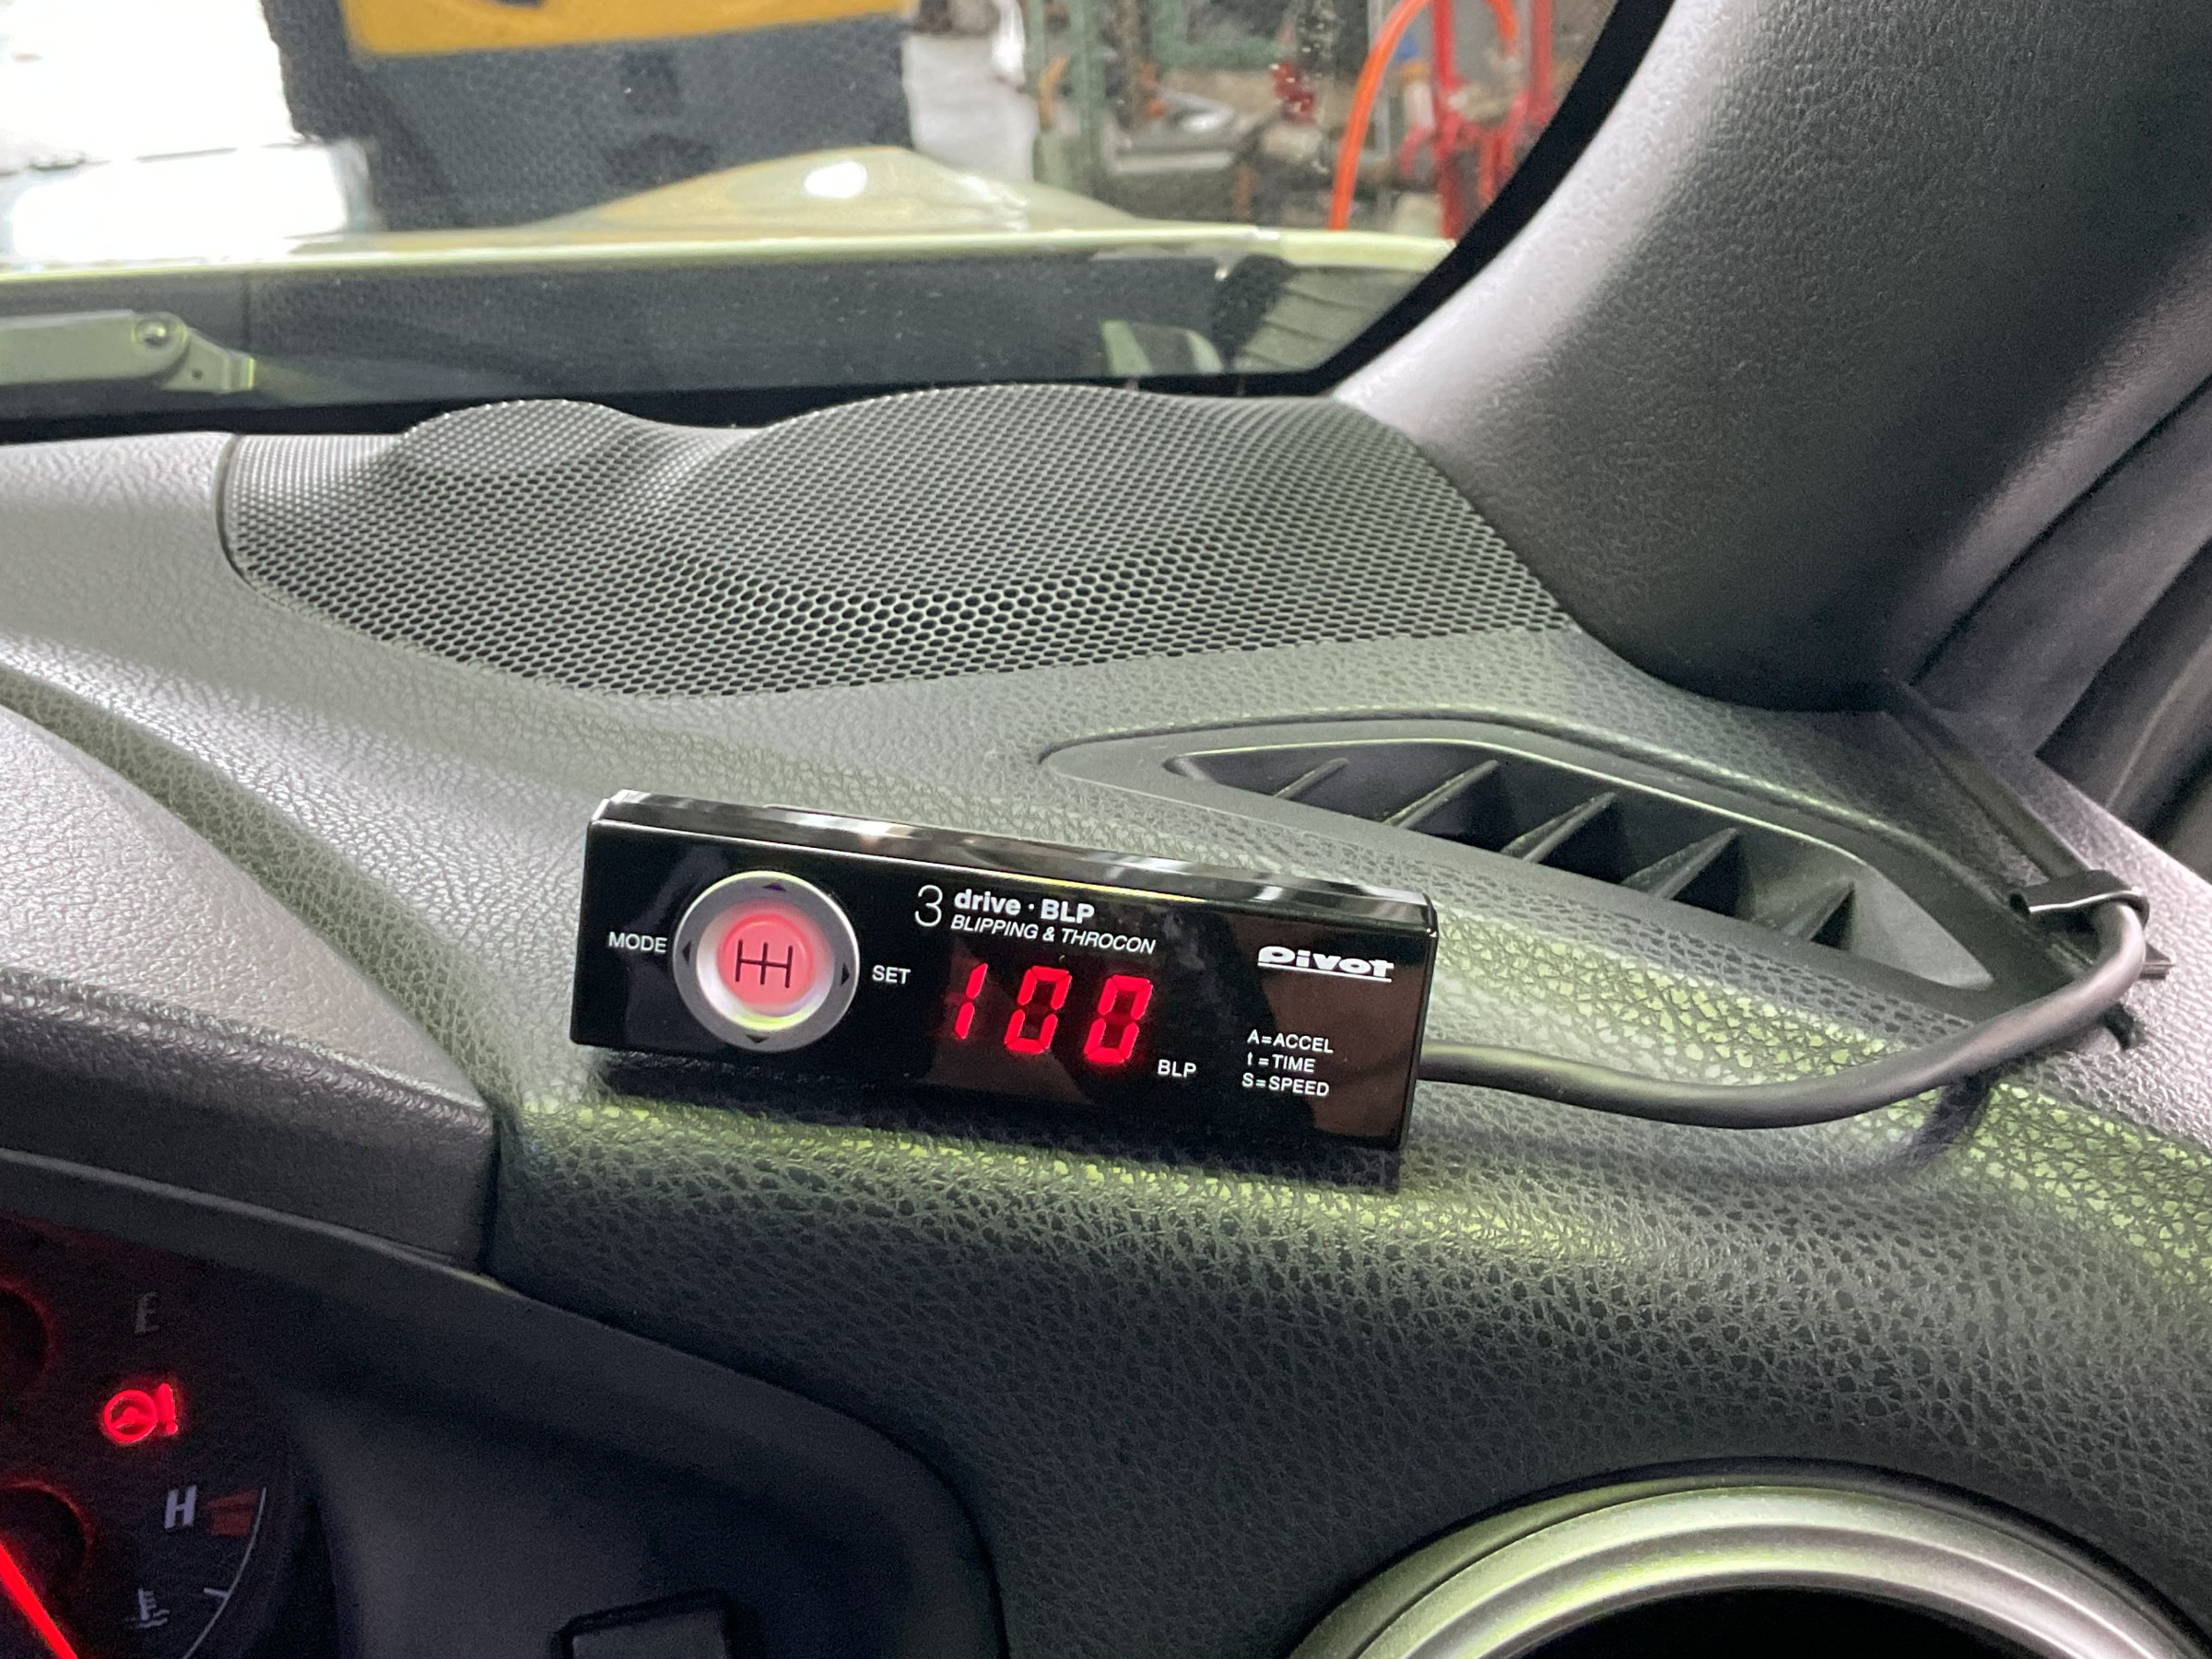 3 drive・BLP
BLIPPING & THROCON
Pivot
MODE
SET
100
BLP
A=ACCEL
t=TIME
S=SPEED
E
H